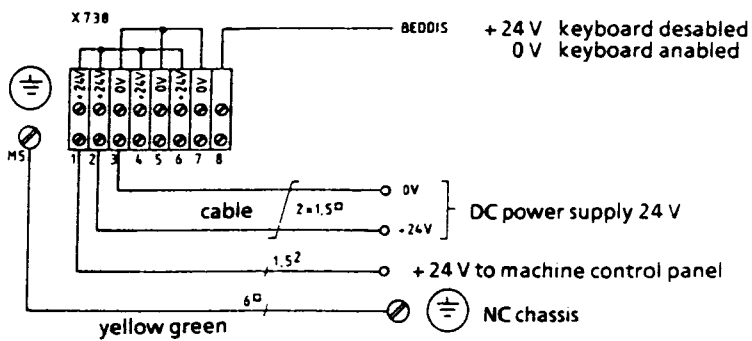 X738
BEDDIS
+ 24 V keyboard desabled
0 V keyboard anabled
+24V +24V 0V +24V 0V +24V 0V
M5
1 2 3 4 5 6 7 8
cable
2×1,5□
0V
+24V
DC power supply 24 V
1,5²
+ 24 V to machine control panel
6□
NC chassis
yellow green